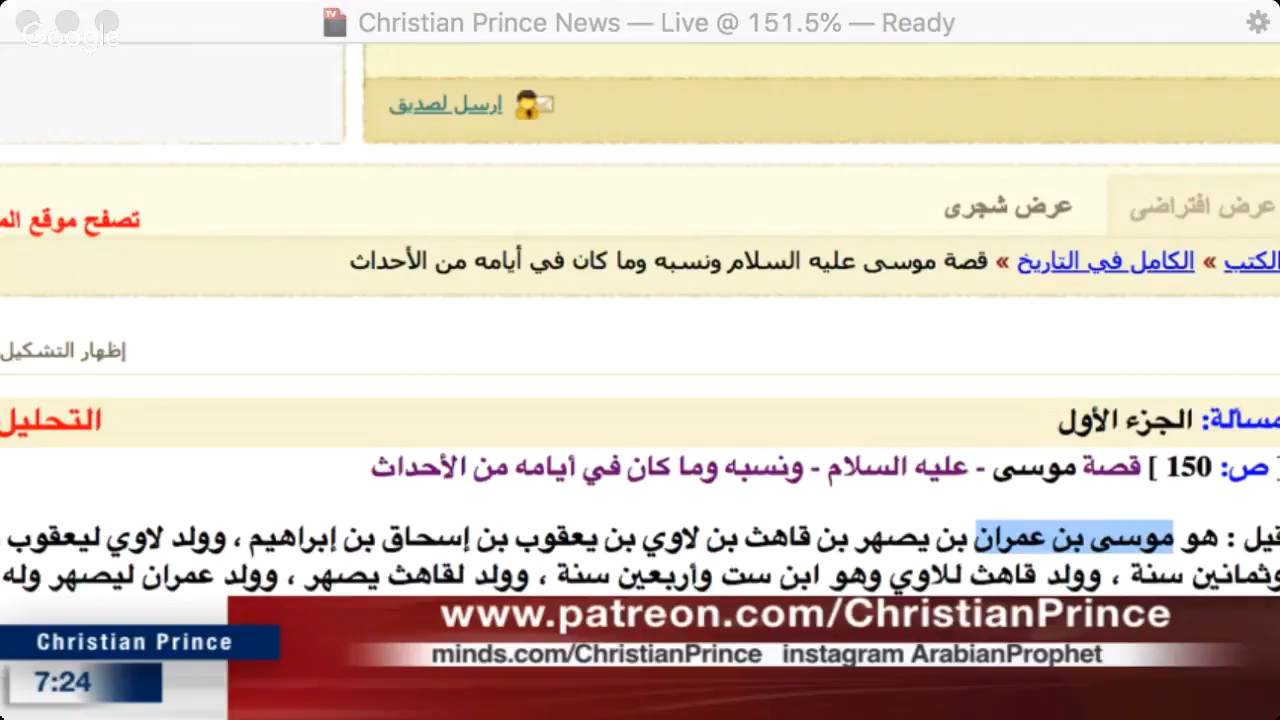 Christian Prince News — Live @ 151.5% — Ready
Google
إرسل لصديق
عرض افتراضى
عرض شجرى
تصفح موقع
الكتب » الكامل في التاريخ » قصة موسى عليه السلام ونسبه وما كان في أيامه من الأحداث
إظهار التشكيل
مسألة: الجزء الأول
التحليل
[ ص: 150 ] قصة موسى - عليه السلام - ونسبه وما كان في أيامه من الأحداث
قيل : هو موسى بن عمران بن يصهر بن قاهث بن لاوي بن يعقوب بن إسحاق بن إبراهيم ، وولد لاوي ليعقوب
وثمانين سنة ، وولد قاهث للاوي وهو ابن ست وأربعين سنة ، وولد لقاهث يصهر ، وولد عمران ليصهر وله
www.patreon.com/ChristianPrince
Christian Prince
minds.com/ChristianPrince instagram ArabianProphet
7:24